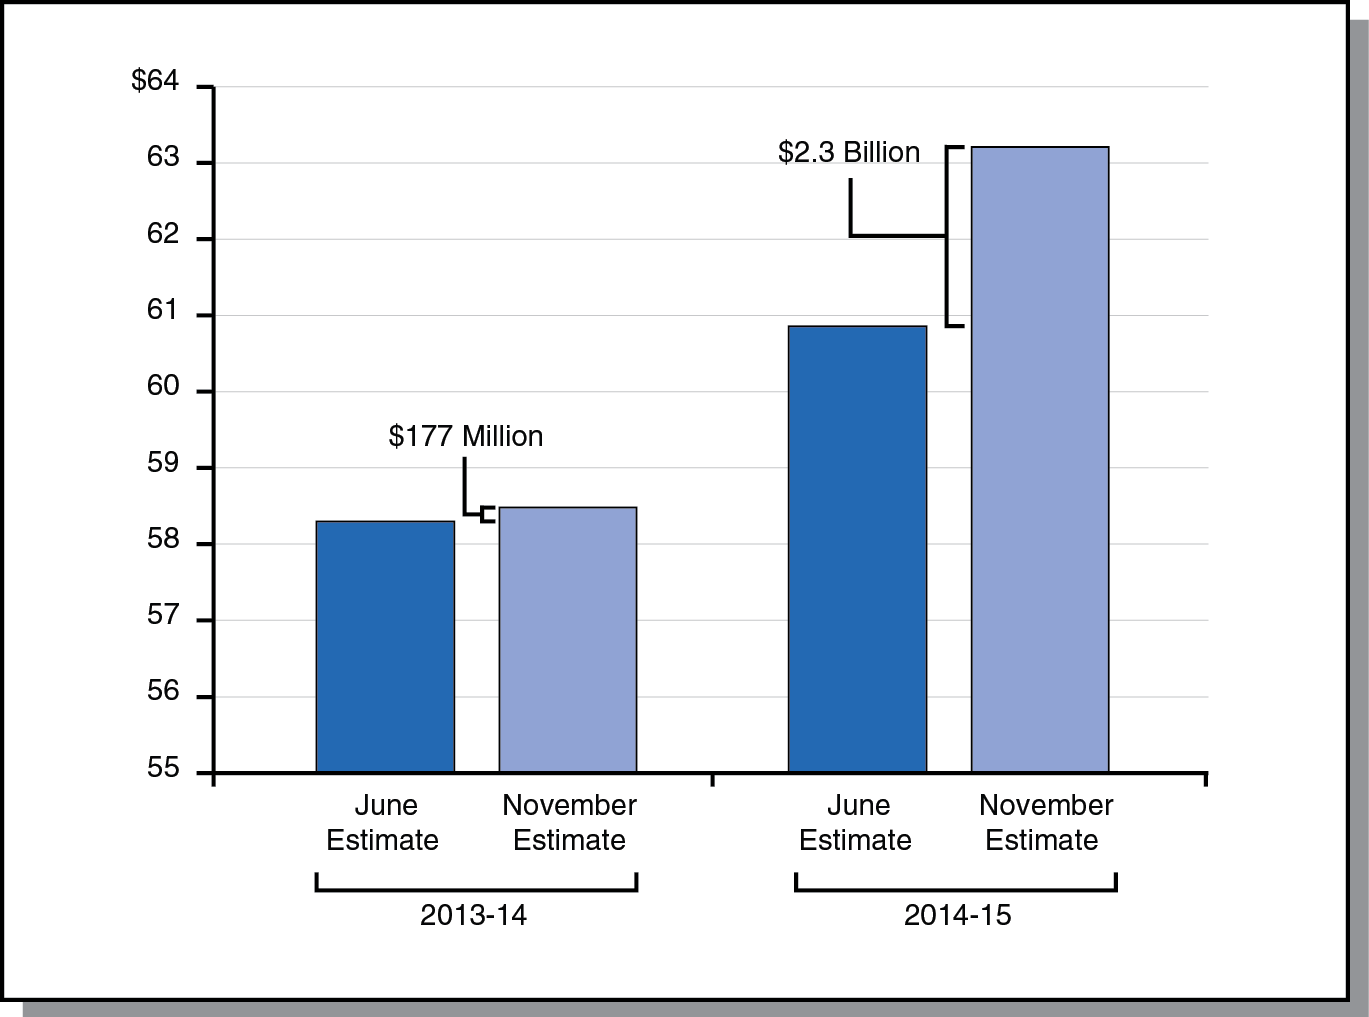 $64
63
62
61
60
59
58
57
56
55
$2.3 Billion
$177 Million
June
Estimate
November
Estimate
June
Estimate
November
Estimate
2013-14
2014-15